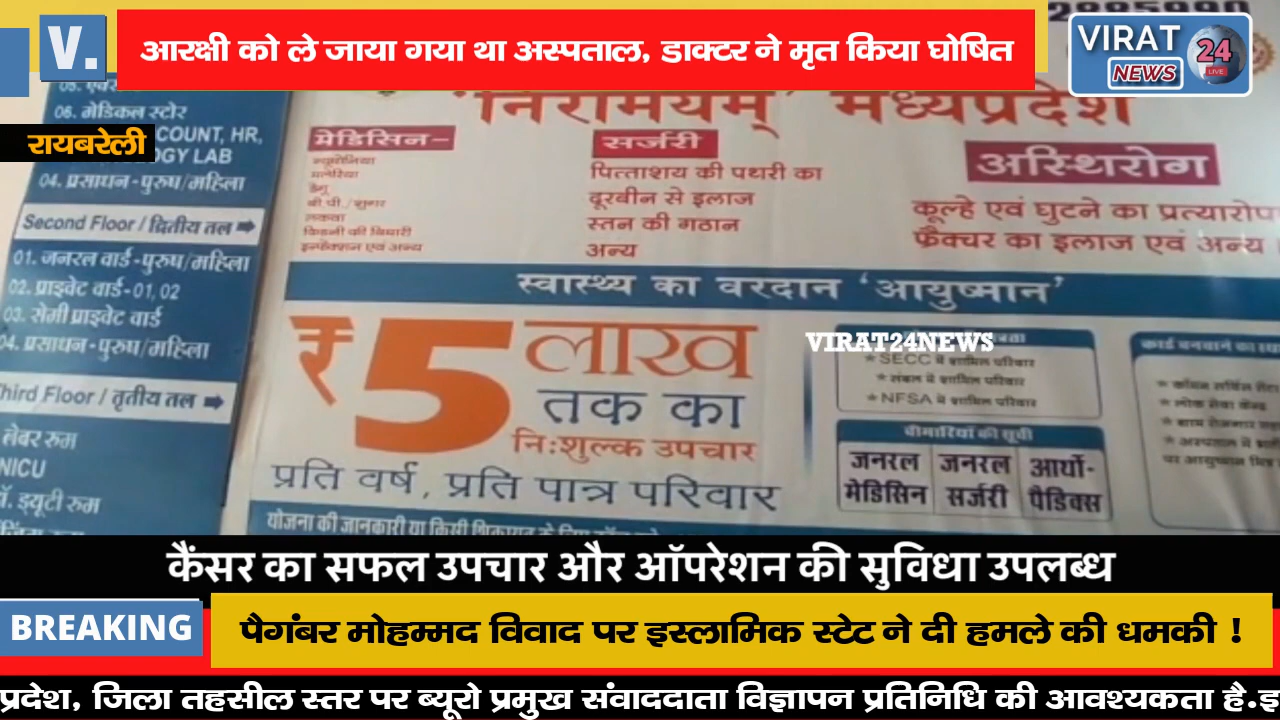 V.
आरक्षी को ले जाया गया था अस्पताल, डाक्टर ने मृत किया घोषित
VIRAT
24
NEWS
LIVE
रायबरेली
06. मेडिकल स्टोर
COUNT, HR,
OGY LAB
04. प्रसाधन-पुरुष/महिला
Second Floor / द्वितीय तल
01. जनरल वार्ड-पुरुष/महिला
02. प्राइवेट वार्ड-01, 02
03. सेमी प्राइवेट वार्ड
04. प्रसाधन-पुरुष/महिला
Third Floor / तृतीय तल
लेबर रुम
NICU
डॉ. ड्यूटी रुम
'निरामयम्' मध्यप्रदेश
मेडिसिन-
मलेरिया
डेंगू
बी.पी./शुगर
लकवा
किडनी की बिमारी
इन्फेक्शन एवं अन्य
सर्जरी
पित्ताशय की पथरी का
दूरबीन से इलाज
स्तन की गठान
अन्य
अस्थिरोग
कूल्हे एवं घुटने का प्रत्यारोप
फ्रैक्चर का इलाज एवं अन्य
स्वास्थ्य का वरदान 'आयुष्मान'
₹5 लाख
तक का
निःशुल्क उपचार
प्रति वर्ष, प्रति पात्र परिवार
VIRAT24NEWS
* SECC में शामिल परिवार
* संबल में शामिल परिवार
* NFSA में शामिल परिवार
बीमारियों की सूची
जनरल मेडिसिन
जनरल सर्जरी
आर्थो-पैडिक्स
कार्ड बनवाने का स्था
योजना की जानकारी या किसी शिकायत के लिए
कैंसर का सफल उपचार और ऑपरेशन की सुविधा उपलब्ध
BREAKING
पैगंबर मोहम्मद विवाद पर इस्लामिक स्टेट ने दी हमले की धमकी !
प्रदेश, जिला तहसील स्तर पर ब्यूरो प्रमुख संवाददाता विज्ञापन प्रतिनिधि की आवश्यकता है.इ